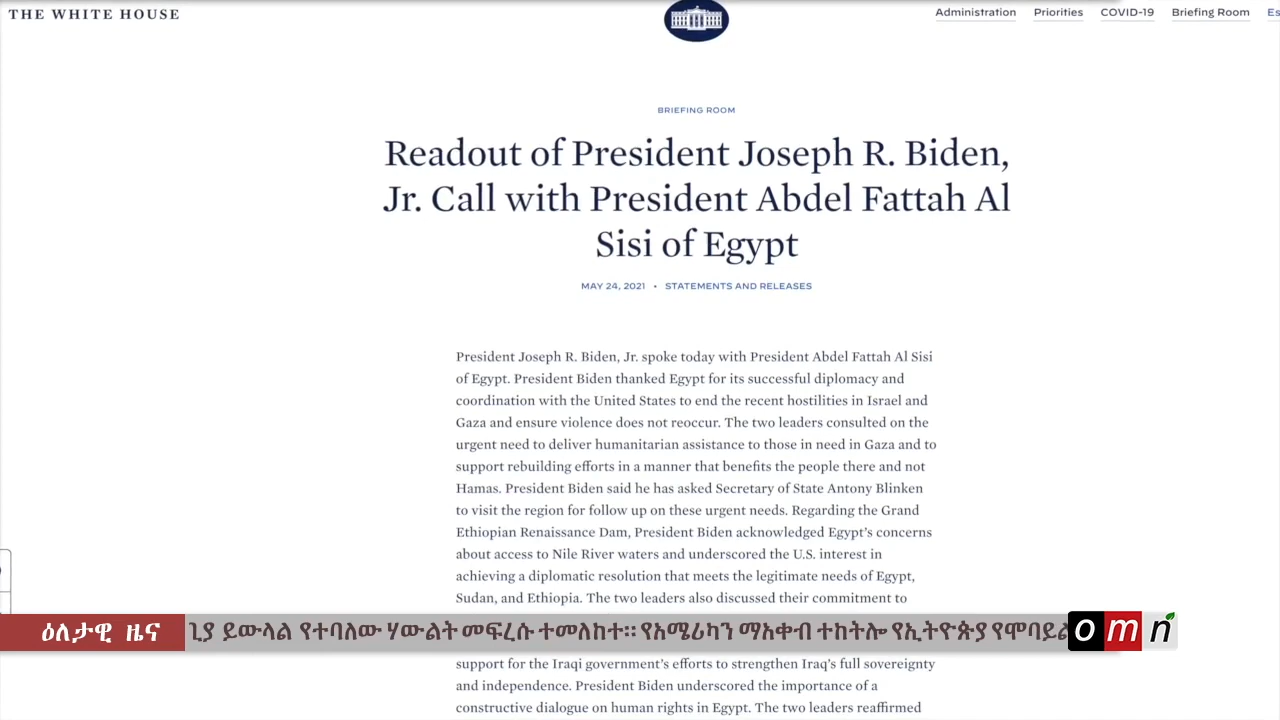 THE WHITE HOUSE
Administration Priorities COVID-19 Briefing Room Es
BRIEFING ROOM
Readout of President Joseph R. Biden,
Jr. Call with President Abdel Fattah Al
Sisi of Egypt
MAY 24, 2021 • STATEMENTS AND RELEASES
President Joseph R. Biden, Jr. spoke today with President Abdel Fattah Al Sisi
of Egypt. President Biden thanked Egypt for its successful diplomacy and
coordination with the United States to end the recent hostilities in Israel and
Gaza and ensure violence does not reoccur. The two leaders consulted on the
urgent need to deliver humanitarian assistance to those in need in Gaza and to
support rebuilding efforts in a manner that benefits the people there and not
Hamas. President Biden said he has asked Secretary of State Antony Blinken
to visit the region for follow up on these urgent needs. Regarding the Grand
Ethiopian Renaissance Dam, President Biden acknowledged Egypt’s concerns
about access to Nile River waters and underscored the U.S. interest in
achieving a diplomatic resolution that meets the legitimate needs of Egypt,
Sudan, and Ethiopia. The two leaders also discussed their commitment to
ዕለታዊ ዜና ጊያ ይውላል የተባለው ሃውልት መፍረሱ ተመለከተ። የአሜሪካን ማእቀብ ተከትሎ የኢትዮጵያ የሞባይል omn
support for the Iraqi government’s efforts to strengthen Iraq’s full sovereignty
and independence. President Biden underscored the importance of a
constructive dialogue on human rights in Egypt. The two leaders reaffirmed